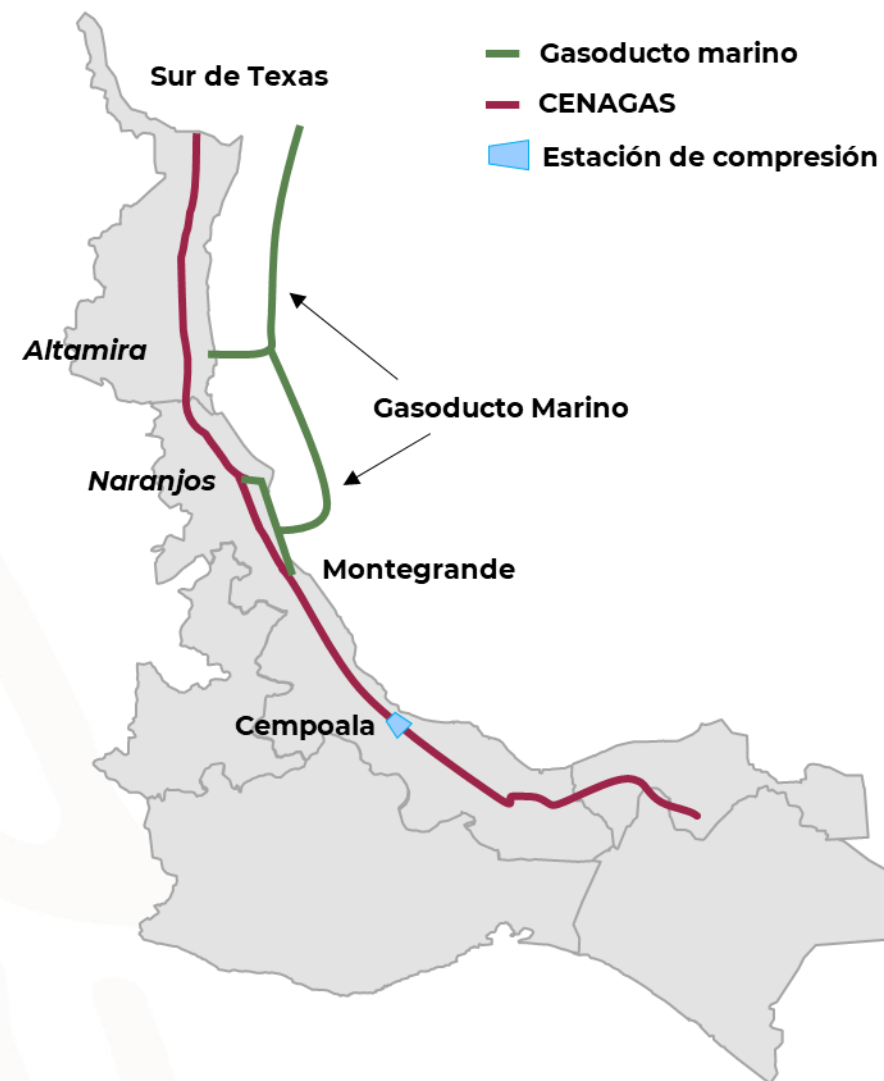 Sur de Texas
Gasoducto marino
CENAGAS
Estación de compresión
Altamira
Gasoducto Marino
Naranjos
Montegrande
Cempoala